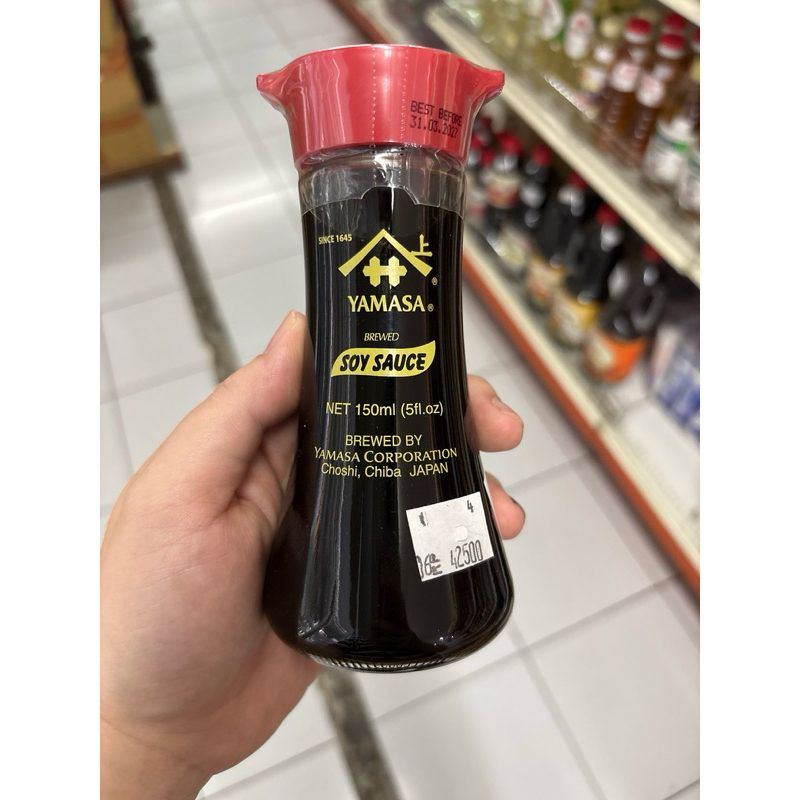 BEST BEFORE
31.03.2027
SINCE 1645
上
YAMASA®
BREWED
SOY SAUCE
NET 150ml (5fl.oz)
BREWED BY
YAMASA CORPORATION
Choshi, Chiba JAPAN
4
42500